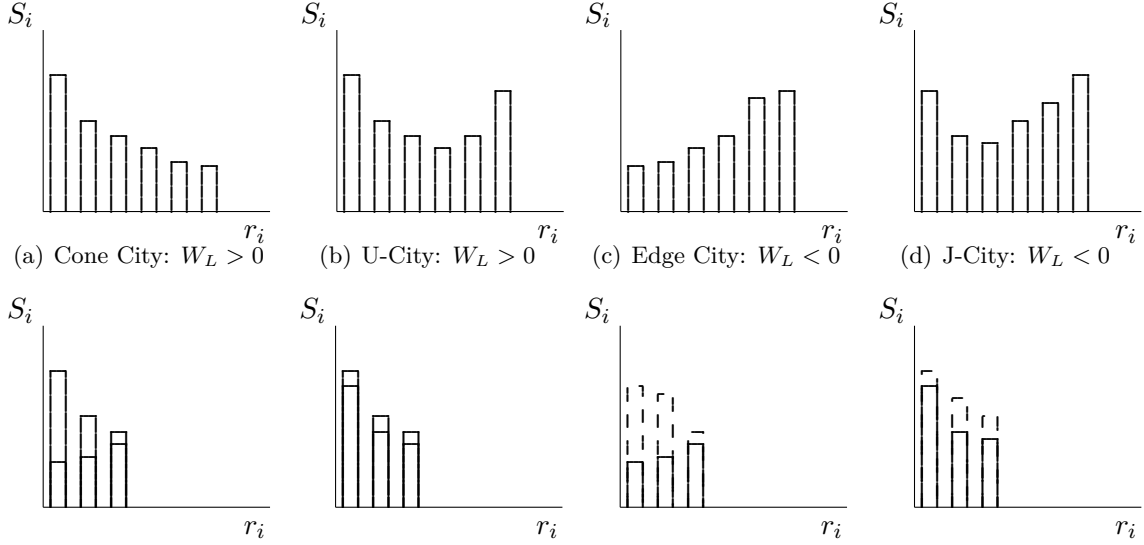 S_i S_i S_i S_i
r_i r_i r_i r_i
(a) Cone City: W_L > 0 (b) U-City: W_L > 0 (c) Edge City: W_L < 0 (d) J-City: W_L < 0
S_i S_i S_i S_i
r_i r_i r_i r_i